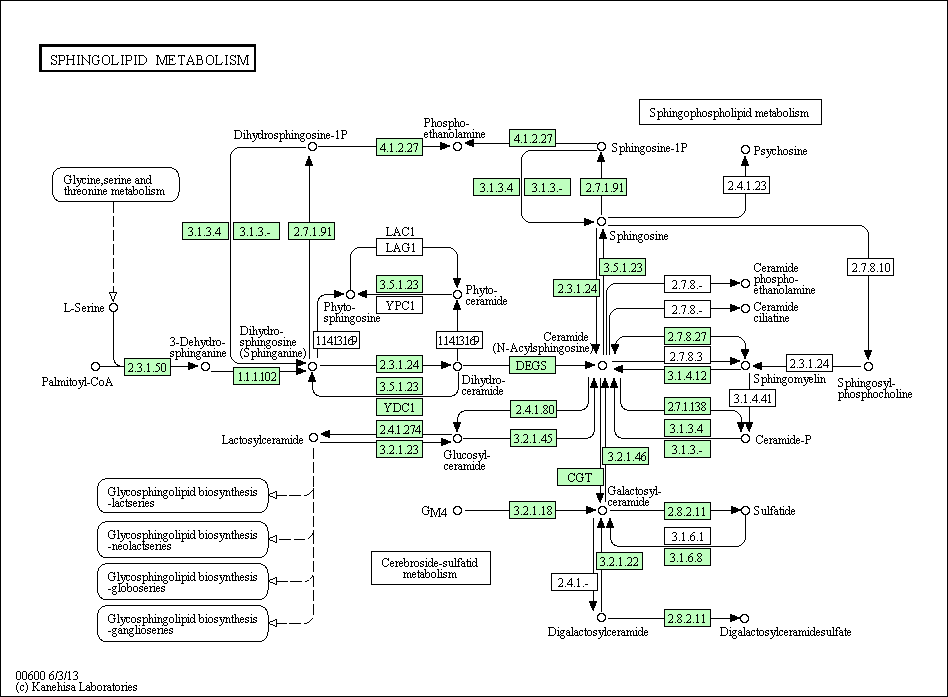 SPHINGOLIPID METABOLISM
Sphingophospholipid metabolism
Dihydrosphingosine-1P
4.1.2.27
Phospho-
ethanolamine
4.1.2.27
Sphingosine-1P
Psychosine
Glycine,serine and
threonine metabolism
3.1.3.4
3.1.3.-
2.7.1.91
2.4.1.23
3.1.3.4
3.1.3.-
2.7.1.91
LAC1
LAG1
Sphingosine
3.5.1.23
2.7.8.10
2.3.1.24
3.5.1.23
YPC1
Phyto-
sphingosine
Phyto-
ceramide
2.7.8.-
Ceramide
phospho-
ethanolamine
2.7.8.-
Ceramide
ciliatine
L-Serine
3-Dehydro-
sphinganine
Dihydro-
sphingosine
(Sphinganine)
1.14.13.169
1.14.13.169
Ceramide
(N-Acylsphingosine)
2.7.8.27
2.7.8.3
3.1.4.12
Palmitoyl-CoA
2.3.1.50
1.1.1.102
2.3.1.24
3.5.1.23
YDC1
Dihydro-
ceramide
DEGS
Sphingomyelin
2.3.1.24
Sphingosyl-
phosphocholine
3.1.4.41
2.4.1.80
2.7.1.138
Lactosylceramide
2.4.1.274
3.2.1.23
Glucosyl-
ceramide
3.2.1.45
3.1.3.4
3.1.3.-
Ceramide-P
3.2.1.46
CGT
Galactosyl-
ceramide
Glycosphingolipid biosynthesis
-lactseries
GM4
3.2.1.18
2.8.2.11
Sulfatide
Glycosphingolipid biosynthesis
-neolactseries
3.1.6.1
3.1.6.8
Cerebroside-sulfatid
metabolism
3.2.1.22
2.4.1.-
Glycosphingolipid biosynthesis
-globoseries
Glycosphingolipid biosynthesis
-ganglioseries
2.8.2.11
Digalactosylceramide
Digalactosylceramidesulfate
00600 6/3/13
(c) Kanehisa Laboratories